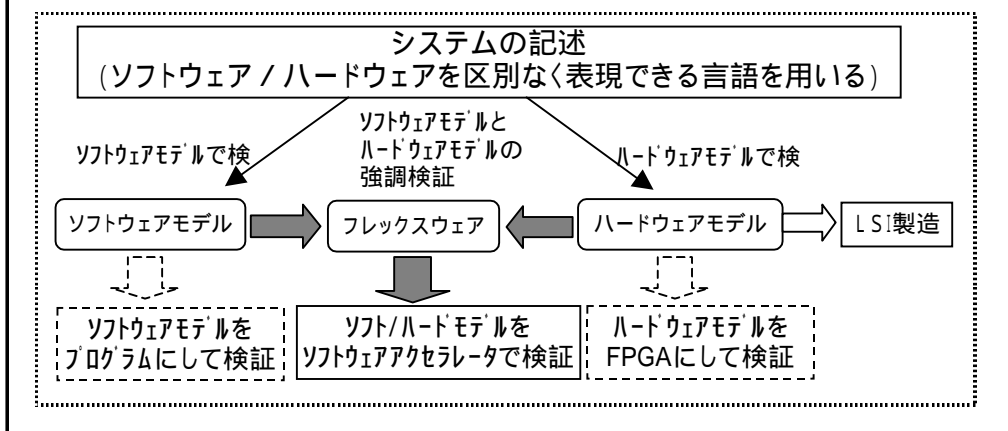 システムの記述
(ソフトウェア / ハードウェアを区別なく表現できる言語を用いる)
ソフトウェアモデルで検
ソフトウェアモデルと
ハードウェアモデルの
強調検証
ハードウェアモデルで検
ソフトウェアモデル
フレックスウェア
ハードウェアモデル
LSI製造
ソフトウェアモデルを
プログラムにして検証
ソフト/ハードモデルを
ソフトウェアアクセラレータで検証
ハードウェアモデルを
FPGAにして検証